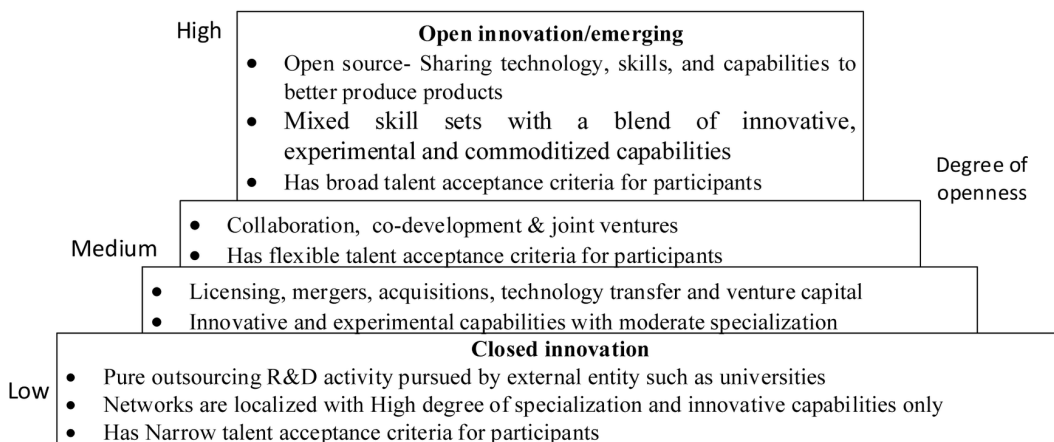 High
Open innovation/emerging
● Open source- Sharing technology, skills, and capabilities to
better produce products
● Mixed skill sets with a blend of innovative,
experimental and commoditized capabilities
● Has broad talent acceptance criteria for participants
Degree of
openness
Medium
● Collaboration, co-development & joint ventures
● Has flexible talent acceptance criteria for participants
● Licensing, mergers, acquisitions, technology transfer and venture capital
● Innovative and experimental capabilities with moderate specialization
Low
Closed innovation
● Pure outsourcing R&D activity pursued by external entity such as universities
● Networks are localized with High degree of specialization and innovative capabilities only
● Has Narrow talent acceptance criteria for participants